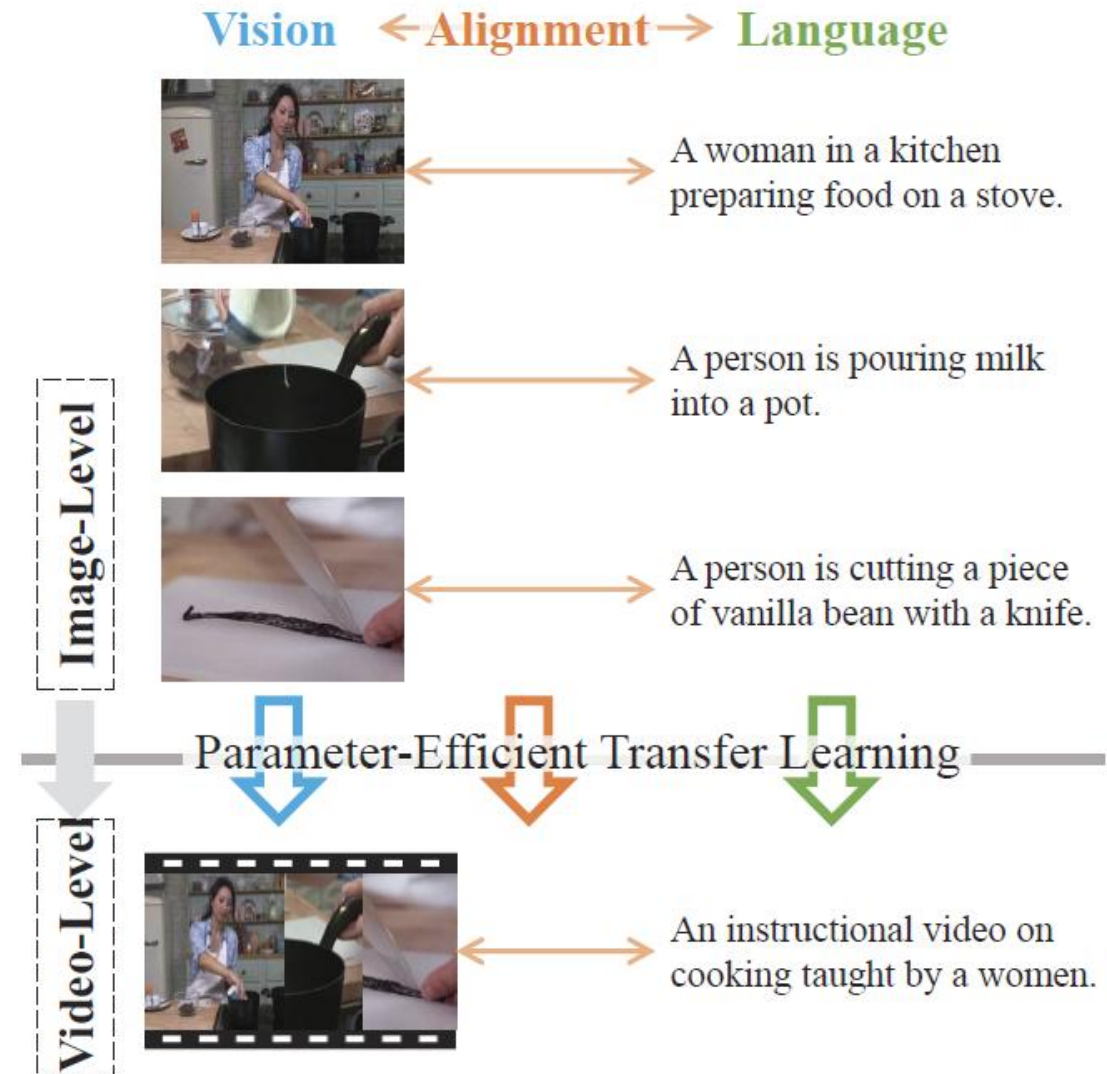 Vision Alignment Language
A woman in a kitchen
preparing food on a stove.
A person is pouring milk
into a pot.
Image-Level
A person is cutting a piece
of vanilla bean with a knife.
Parameter-Efficient Transfer Learning
Video-Level
An instructional video on
cooking taught by a women.